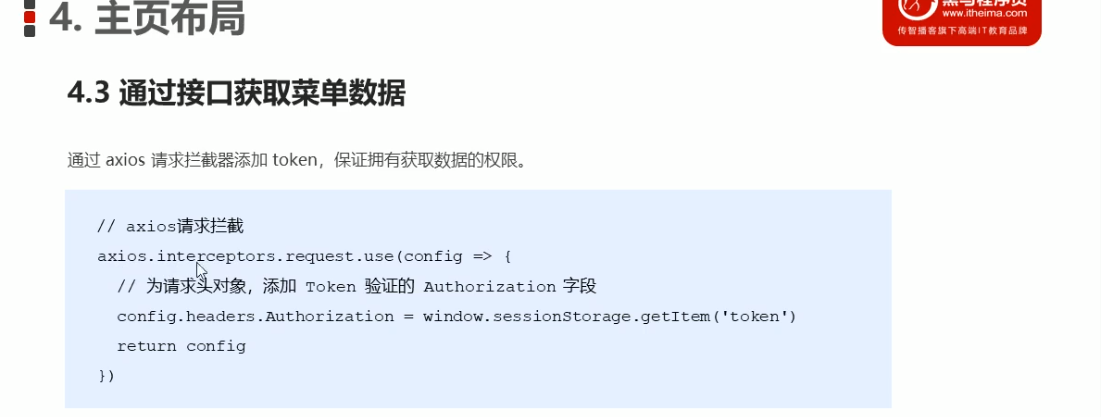 4. 主页布局
黑马程序员
www.itheima.com
传智播客旗下高端IT教育品牌
4.3 通过接口获取菜单数据
通过 axios 请求拦截器添加 token，保证拥有获取数据的权限。
// axios请求拦截
axios.interceptors.request.use(config => {
// 为请求头对象，添加 Token 验证的 Authorization 字段
config.headers.Authorization = window.sessionStorage.getItem('token')
return config
})